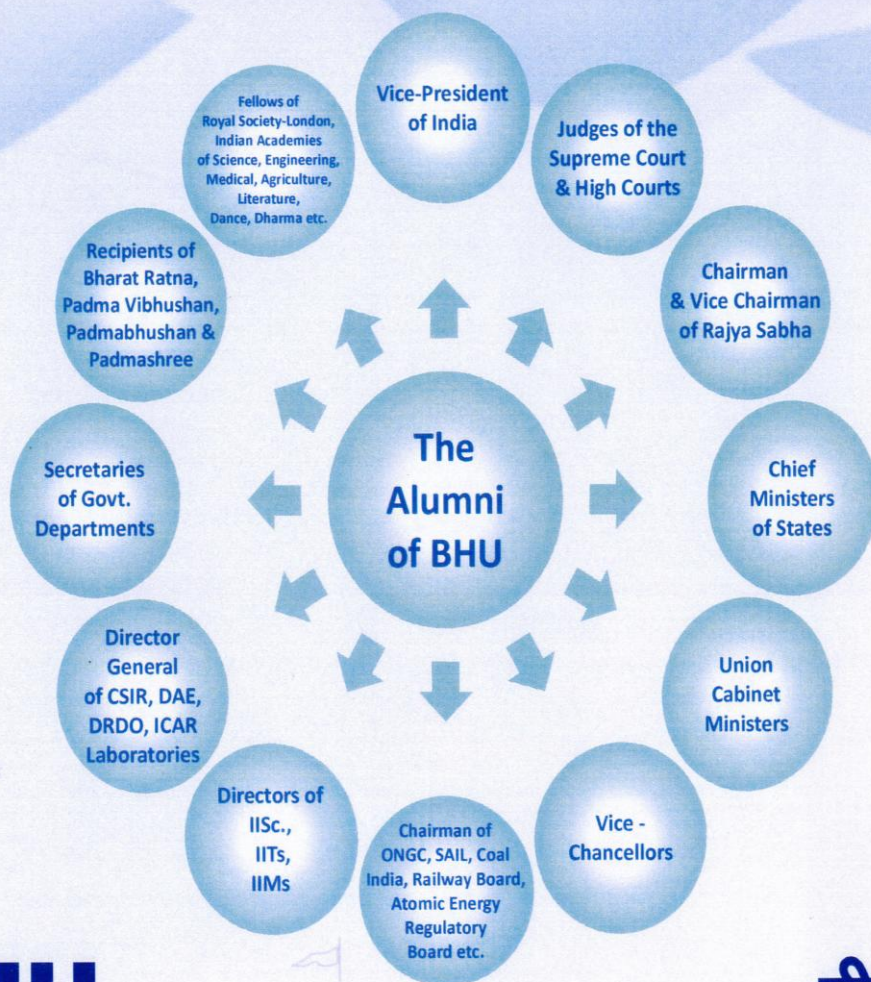 Vice-President
of India
Judges of the
Supreme Court
& High Courts
Chairman
& Vice Chairman
of Rajya Sabha
Chief
Ministers
of States
Union
Cabinet
Ministers
Vice -
Chancellors
Chairman of
ONGC, SAIL, Coal
India, Railway Board,
Atomic Energy
Regulatory
Board etc.
Directors of
IISc.,
IITs,
IIMs
Director
General
of CSIR, DAE,
DRDO, ICAR
Laboratories
Secretaries
of Govt.
Departments
Recipients of
Bharat Ratna,
Padma Vibhushan,
Padmabhushan &
Padmashree
Fellows of
Royal Society-London,
Indian Academies
of Science, Engineering,
Medical, Agriculture,
Literature,
Dance, Dharma etc.
The
Alumni
of BHU